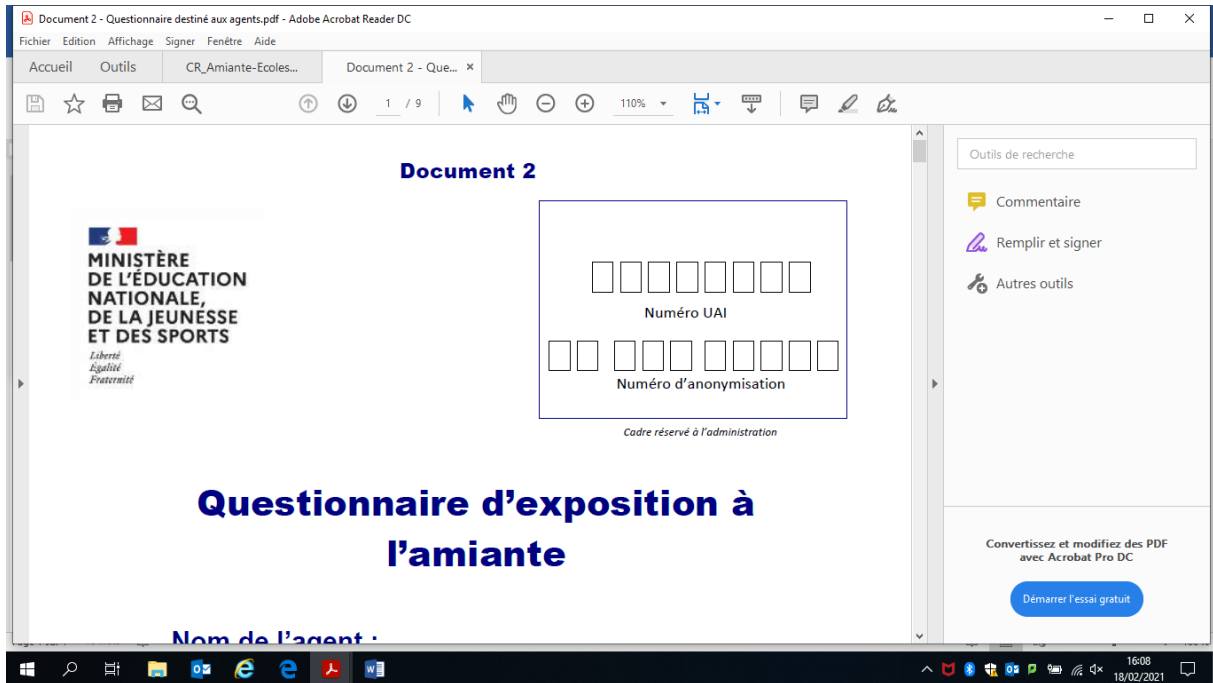 Document 2 - Questionnaire destiné aux agents.pdf - Adobe Acrobat Reader DC
Fichier Edition Affichage Signer Fenêtre Aide
Accueil Outils CR_Amiante-Ecoles... Document 2 - Que... ×
1 / 9 110%
Outils de recherche
Commentaire
Remplir et signer
Autres outils
Convertissez et modifiez des PDF
avec Acrobat Pro DC
Démarrer l'essai gratuit
Document 2
MINISTÈRE
DE L'ÉDUCATION
NATIONALE,
DE LA JEUNESSE
ET DES SPORTS
Liberté
Égalité
Fraternité
Numéro UAI
Numéro d'anonymisation
Cadre réservé à l'administration
Questionnaire d'exposition à
l'amiante
Nom de l'agent :
16:08
18/02/2021